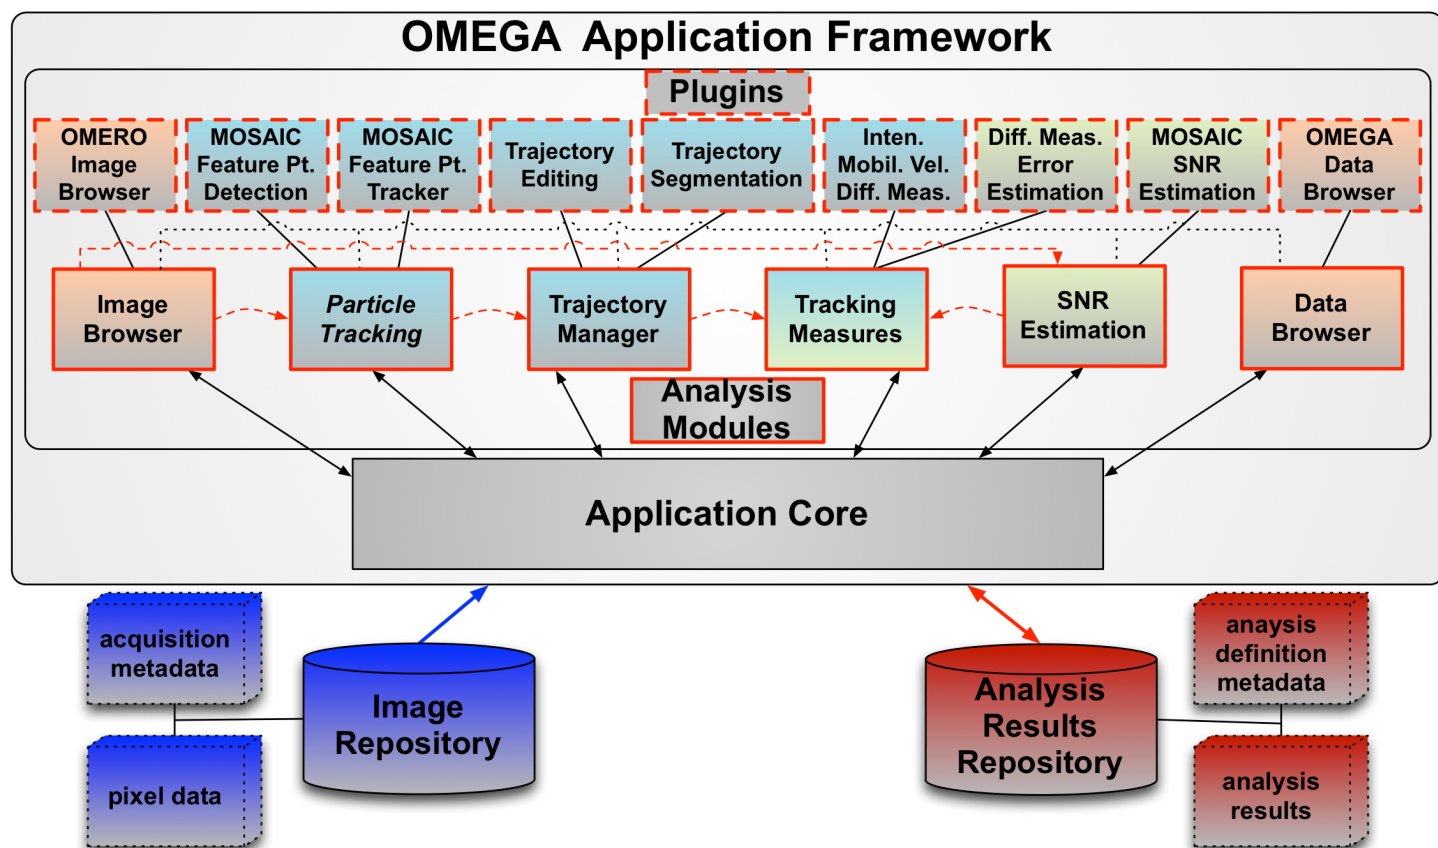 OMEGA  Application Framework
Plugins
OMERO
Image
Browser
MOSAIC
Feature Pt.
Detection
MOSAIC
Feature Pt.
Tracker
Trajectory
Editing
Trajectory
Segmentation
Inten.
Mobil. Vel.
Diff. Meas.
Diff. Meas.
Error
Estimation
MOSAIC
SNR
Estimation
OMEGA
Data
Browser
Image
Browser
Particle
Tracking
Trajectory
Manager
Tracking
Measures
SNR
Estimation
Data
Browser
Analysis
Modules
Application Core
acquisition
metadata
pixel data
Image
Repository
Analysis
Results
Repository
anaysis
definition
metadata
analysis
results